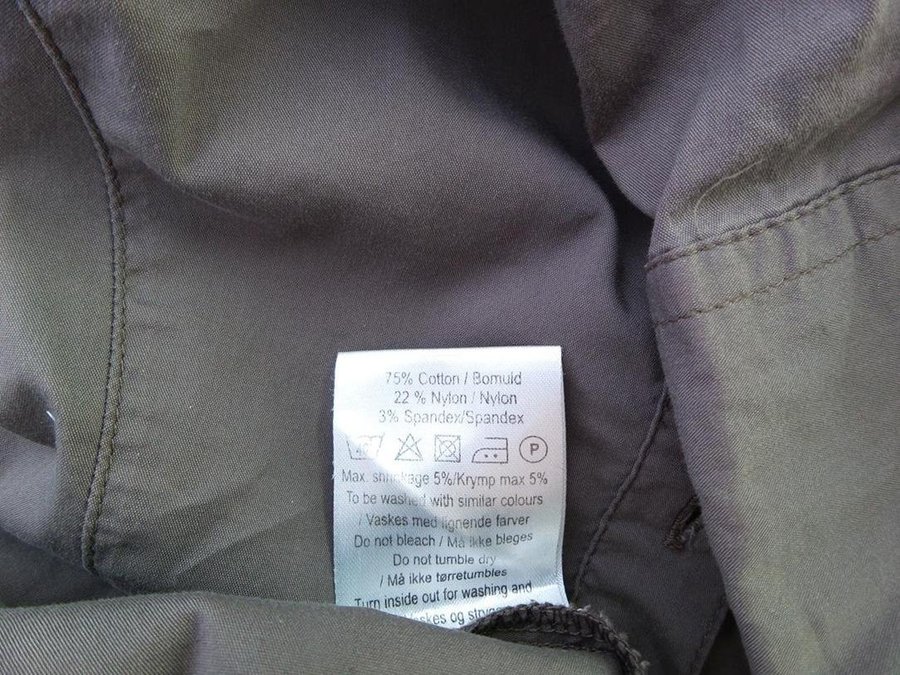 75% Cotton / Bomuld
22 % Nylon / Nylon
3% Spandex/Spandex
P
Max. shrinkage 5%/Krymp max 5%
To be washed with similar colours
/ Vaskes med lignende farver
Do not bleach / Må ikke bleges
Do not tumble dry
/ Må ikke tørretumbles
Turn inside out for washing and
og